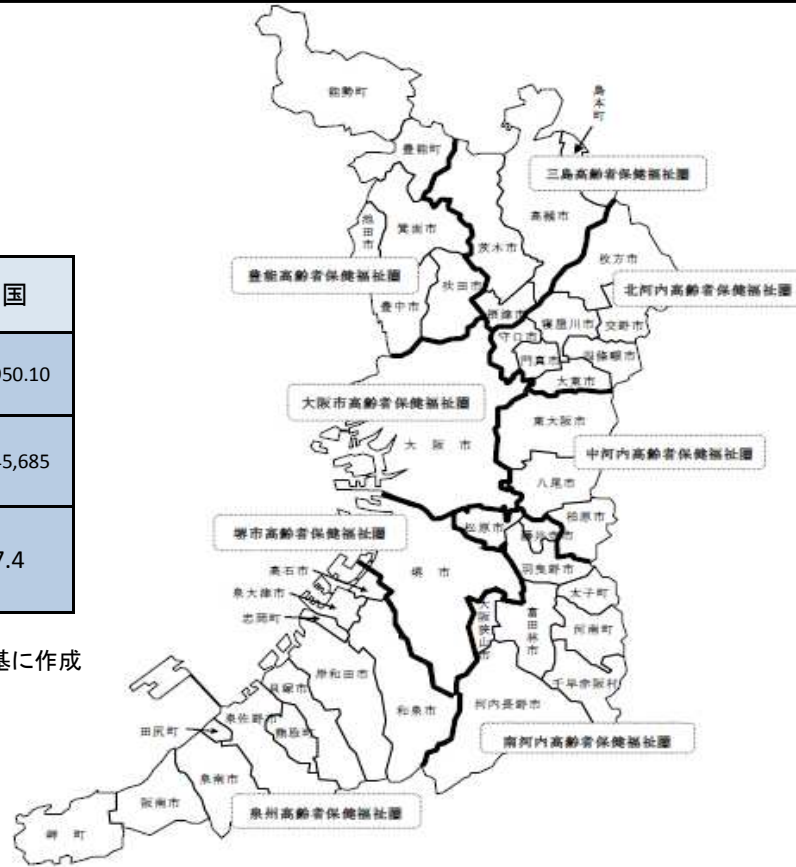 国
950.10
45,685
7.4
基に作成
能勢町
島本町
豊能町
三島高齢者保健福祉圏
高槻市
池田市
箕面市
茨木市
枚方市
豊能高齢者保健福祉圏
吹田市
北河内高齢者保健福祉圏
豊中市
摂津市
寝屋川市
交野市
守口市
門真市
四條畷市
大東市
大阪市高齢者保健福祉圏
東大阪市
大阪市
中河内高齢者保健福祉圏
八尾市
柏原市
堺市高齢者保健福祉圏
松原市
藤井寺市
高石市
堺市
羽曳野市
泉大津市
太子町
忠岡町
大阪狭山市
富田林市
河南町
岸和田市
千早赤阪村
貝塚市
和泉市
河内長野市
泉佐野市
熊取町
田尻町
南河内高齢者保健福祉圏
泉南市
阪南市
泉州高齢者保健福祉圏
岬町